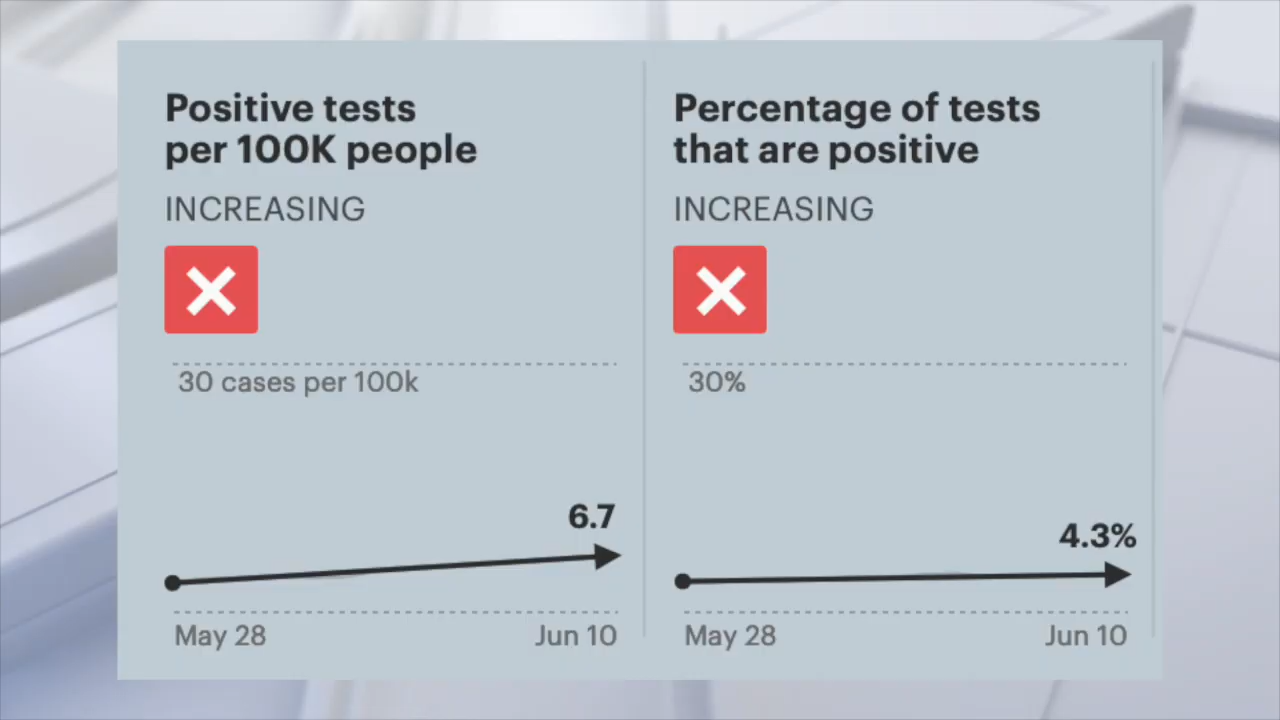 Positive tests
per 100K people
INCREASING
30 cases per 100k
6.7
May 28
Jun 10
Percentage of tests
that are positive
INCREASING
30%
4.3%
May 28
Jun 10